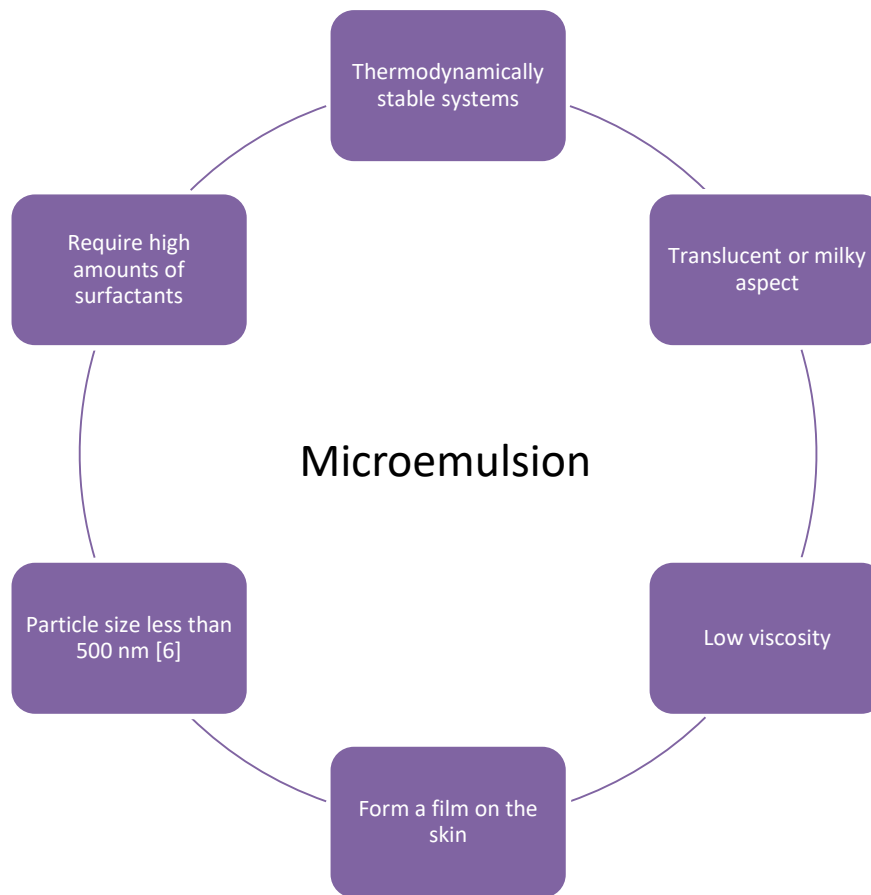 Thermodynamically
stable systems
Translucent or milky
aspect
Low viscosity
Form a film on the
skin
Particle size less than
500 nm [6]
Require high
amounts of
surfactants
Microemulsion